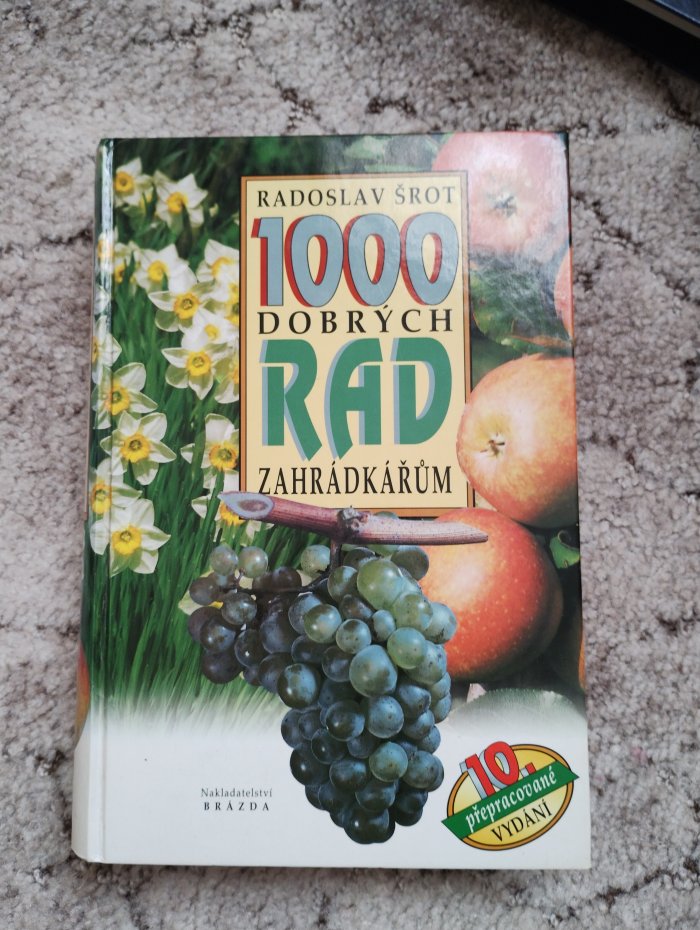 RADOSLAV ŠROT
1000
DOBRÝCH
RAD
ZAHRÁDKÁŘŮM
Nakladatelství
BRÁZDA
10.,
přepracované
VYDÁNÍ